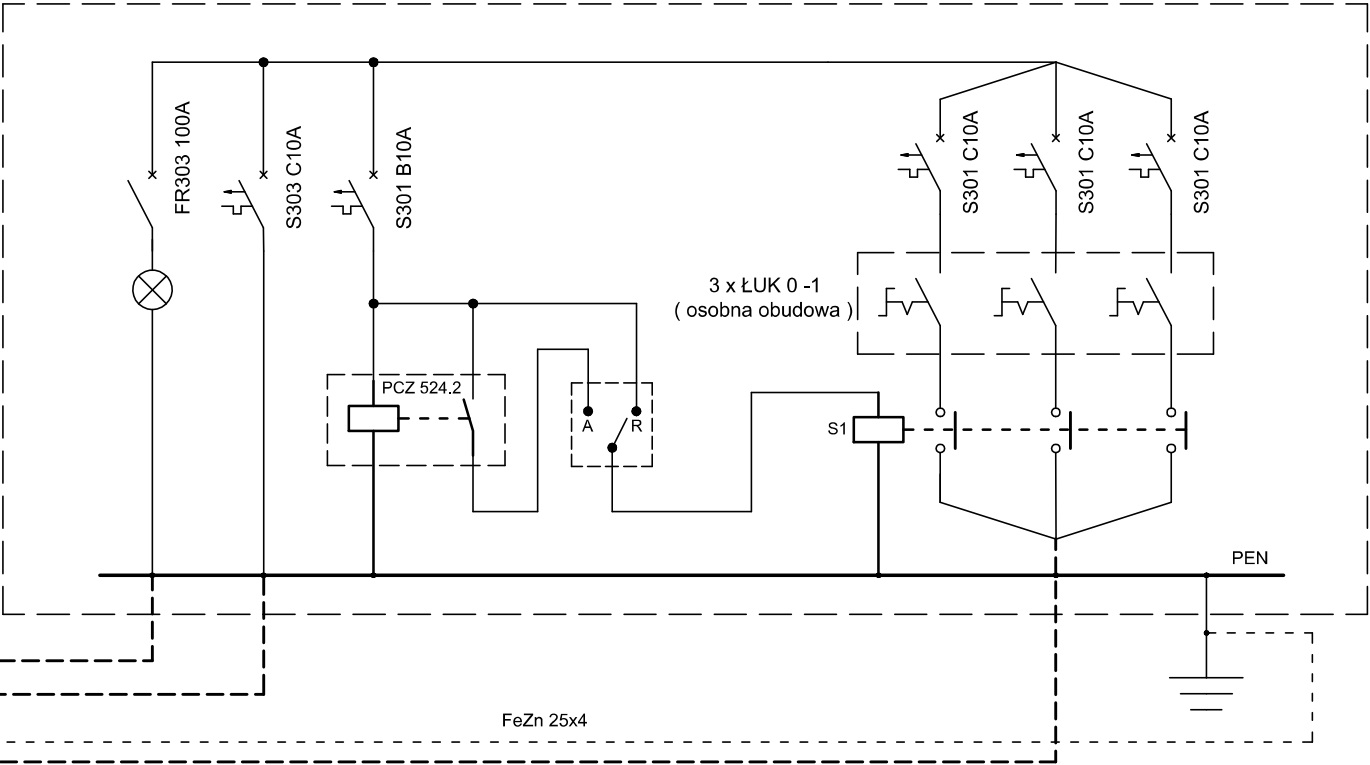 FR303 100A
S303 C10A
S301 B10A
S301 C10A
S301 C10A
S301 C10A
3 x ŁUK 0 -1
( osobna obudowa )
PCZ 524.2
A
R
S1
PEN
FeZn 25x4